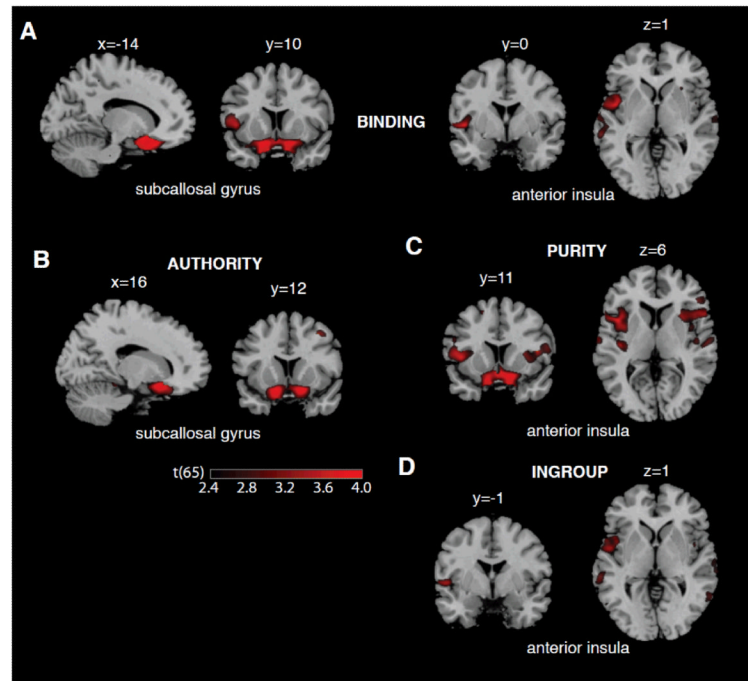 A
x=-14
y=10
y=0
z=1
BINDING
subcallosal gyrus
anterior insula
B
AUTHORITY
x=16
y=12
subcallosal gyrus
t(65)
2.4 2.8 3.2 3.6 4.0
C
PURITY
y=11
z=6
anterior insula
D
INGROUP
y=-1
z=1
anterior insula